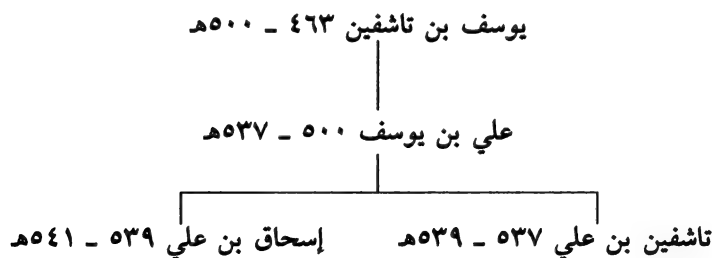 يوسف بن تاشفين ٤٦٣ - ٥٠٠هـ
علي بن يوسف ٥٠٠ - ٥٣٧هـ
تاشفين بن علي ٥٣٧ - ٥٣٩هـ إسحاق بن علي ٥٣٩ - ٥٤١هـ